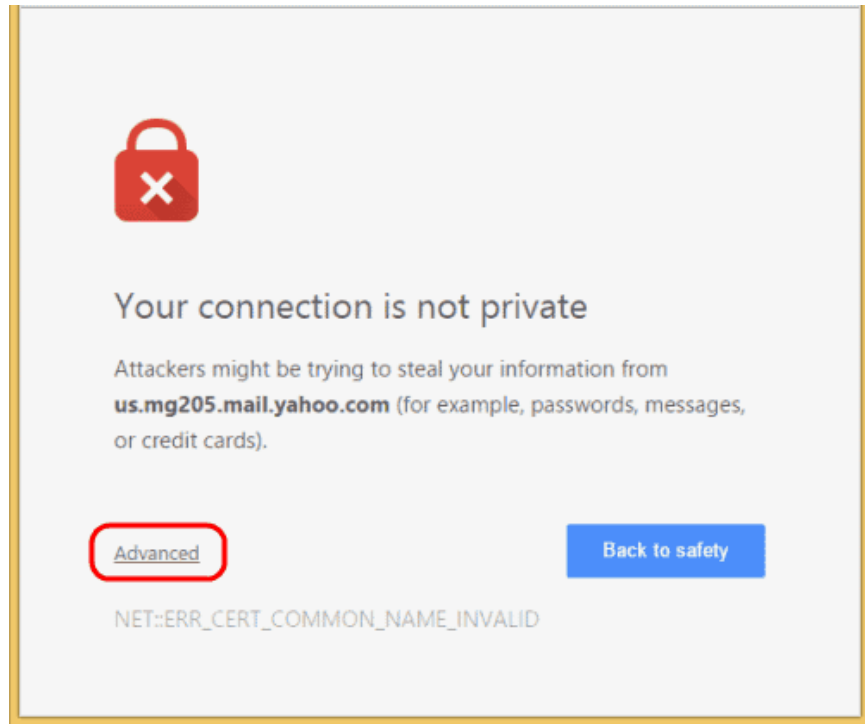 Your connection is not private
Attackers might be trying to steal your information from
us.mg205.mail.yahoo.com (for example, passwords, messages,
or credit cards).
Advanced
Back to safety
NET::ERR_CERT_COMMON_NAME_INVALID